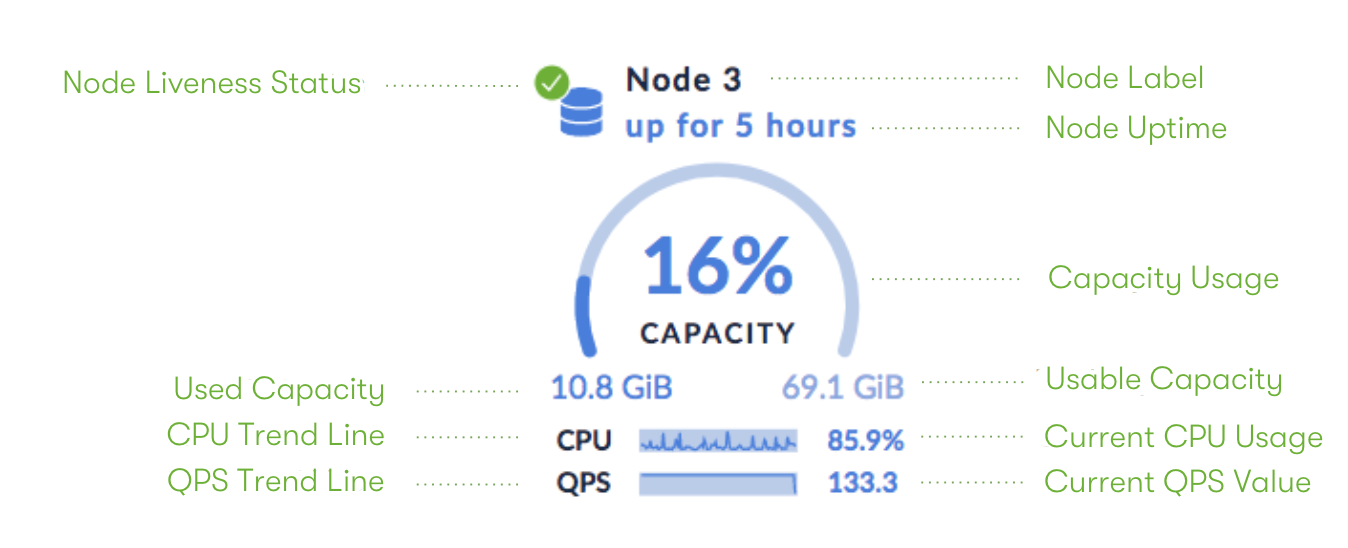 Node Liveness Status
Node 3
Node Label
up for 5 hours
Node Uptime
16%
CAPACITY
Capacity Usage
Used Capacity
10.8 GiB
69.1 GiB
Usable Capacity
CPU Trend Line
CPU
85.9%
Current CPU Usage
QPS Trend Line
QPS
133.3
Current QPS Value